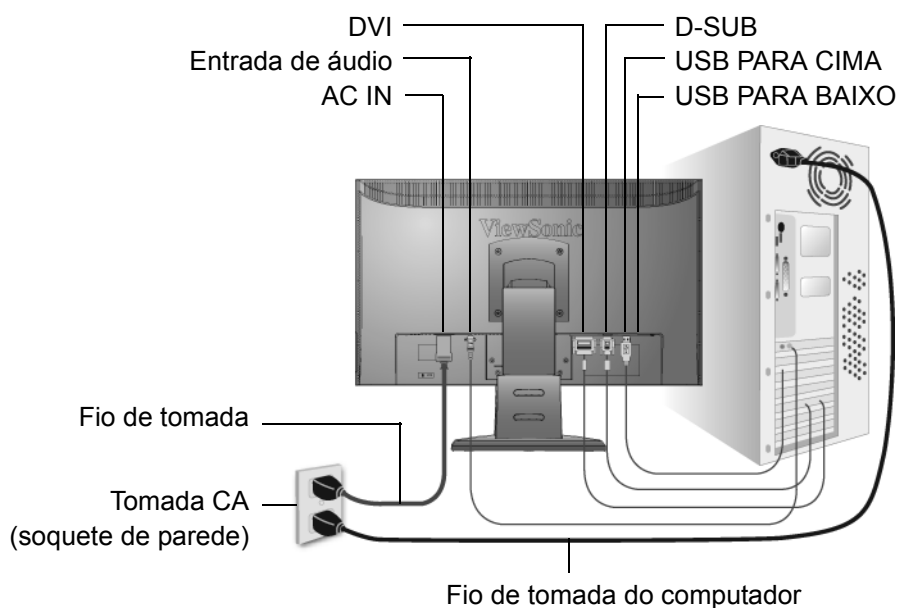 DVI
Entrada de áudio
AC IN
D-SUB
USB PARA CIMA
USB PARA BAIXO
ViewSonic
Fio de tomada
Tomada CA
(soquete de parede)
Fio de tomada do computador